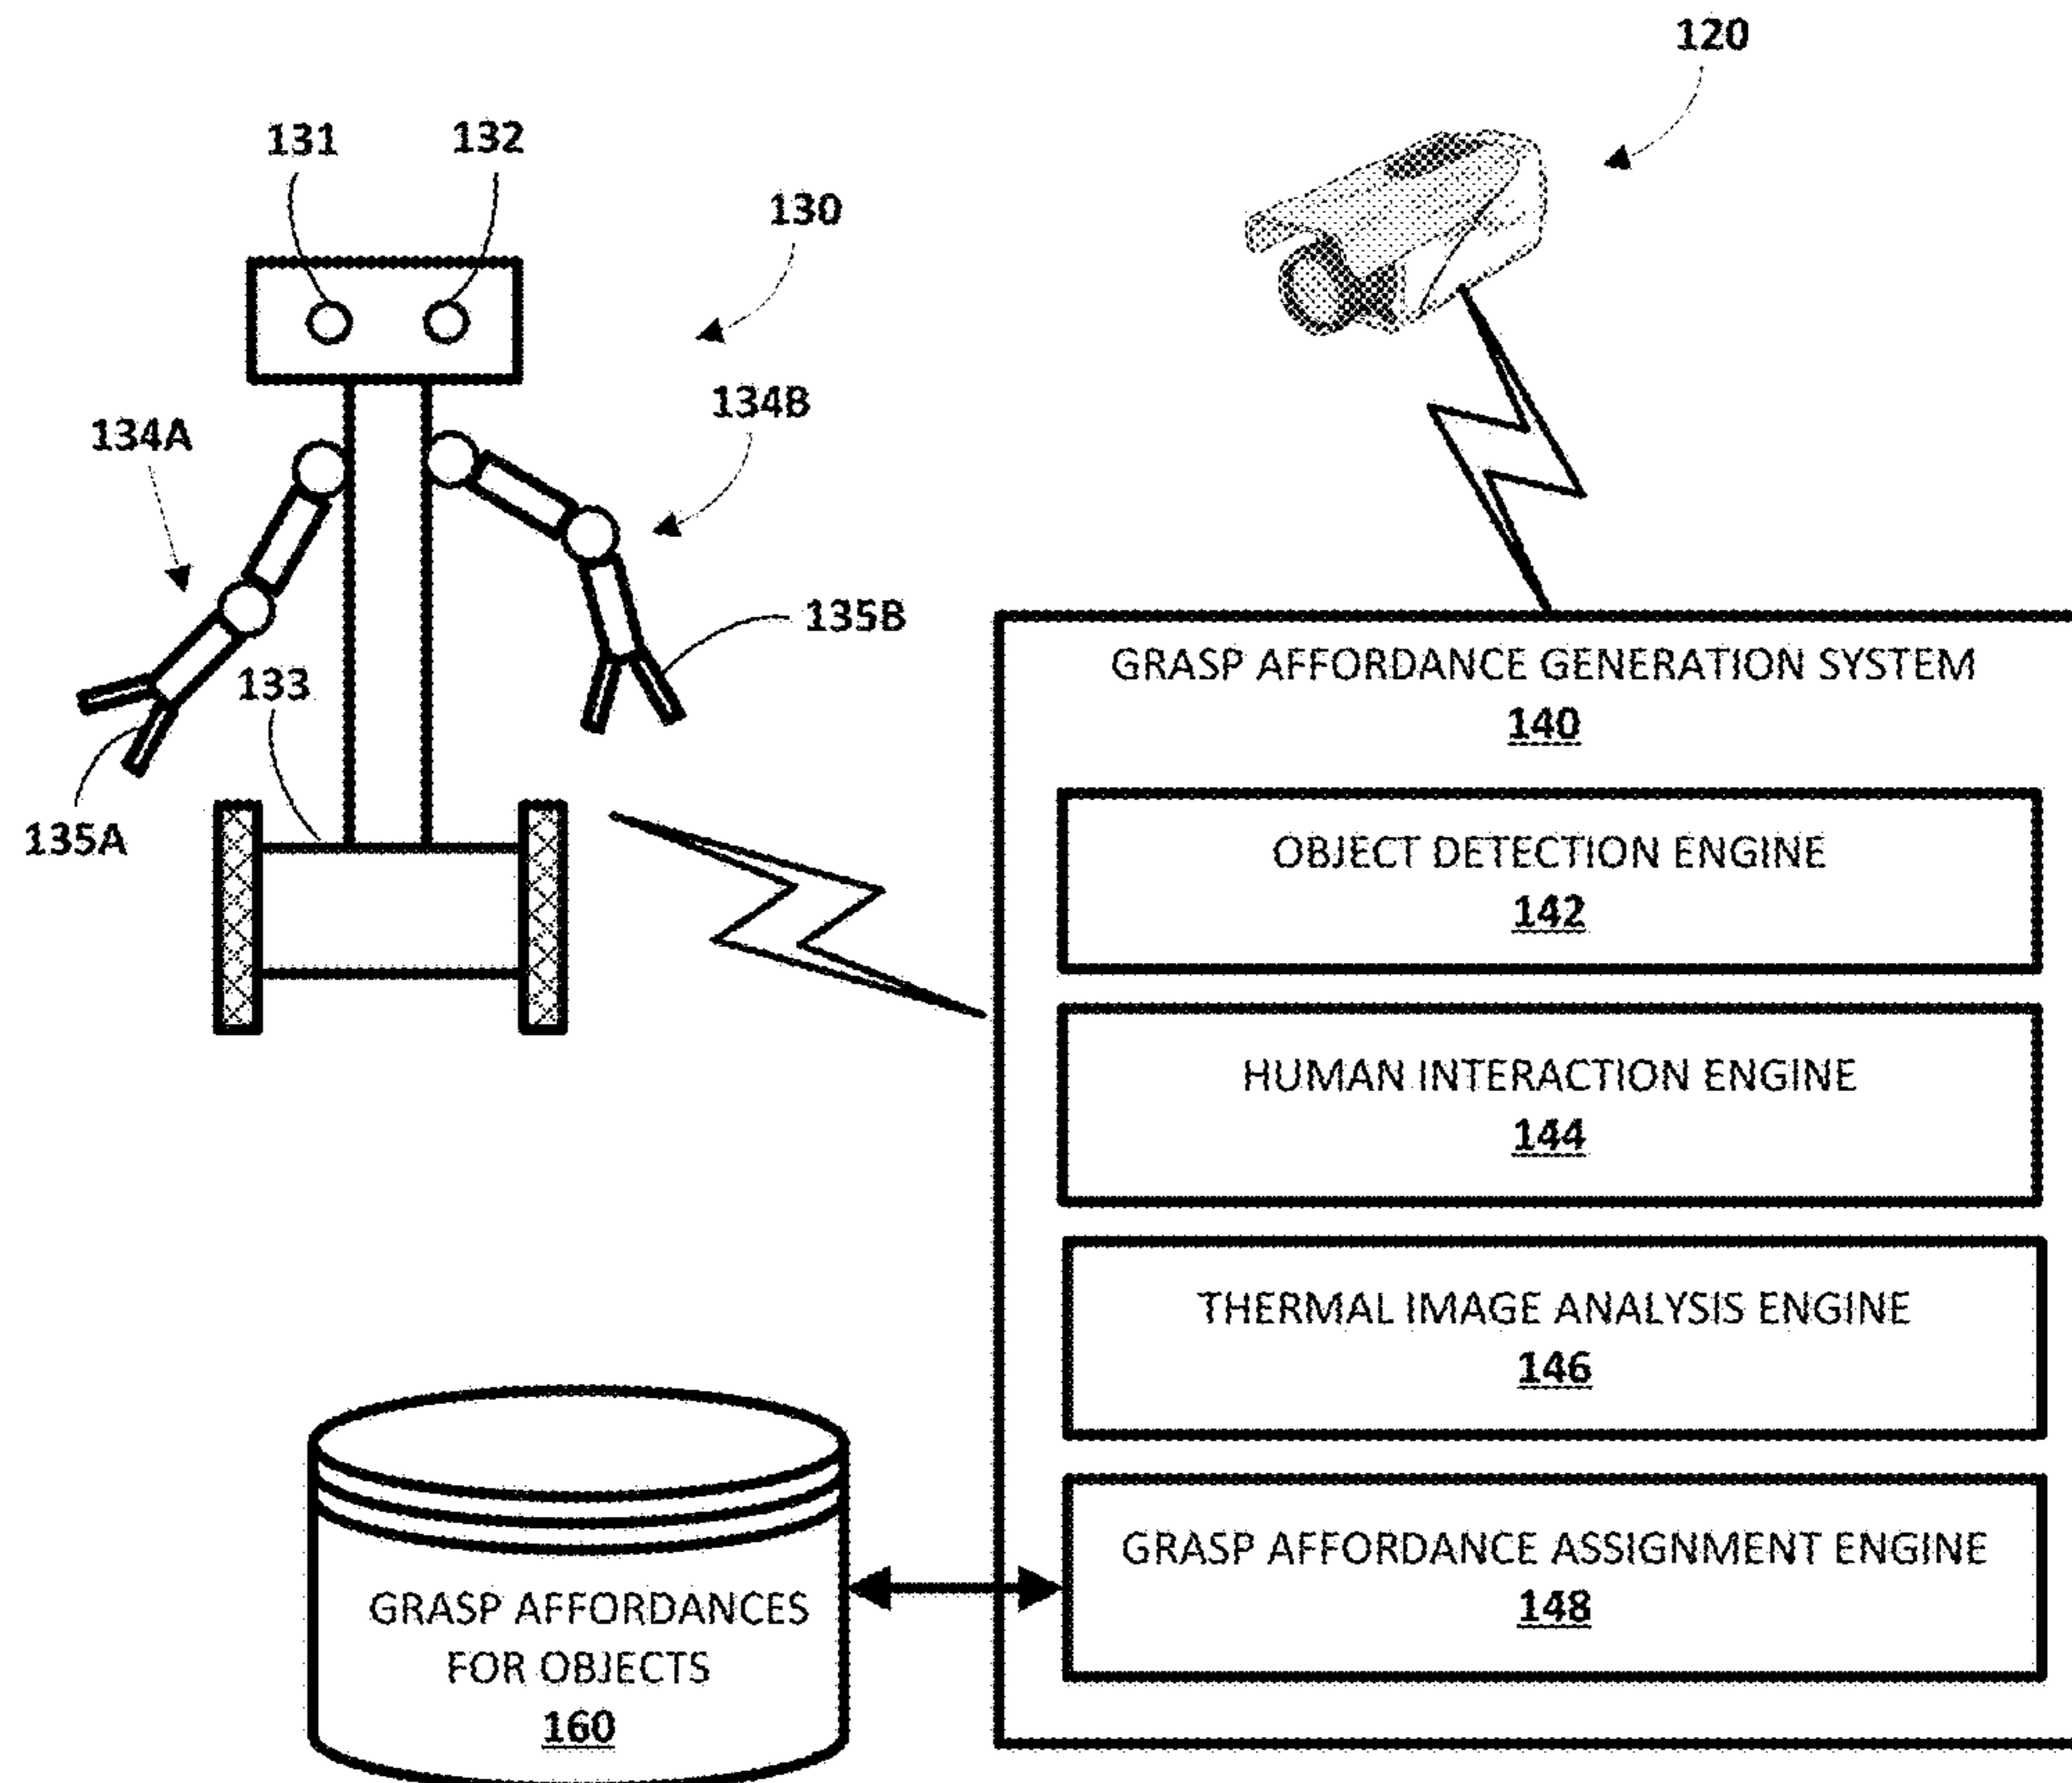 120
131
132
130
134B
134A
135B
133
135A
GRASP AFFORDANCE GENERATION SYSTEM
140
OBJECT DETECTION ENGINE
142
HUMAN INTERACTION ENGINE
144
THERMAL IMAGE ANALYSIS ENGINE
146
GRASP AFFORDANCE ASSIGNMENT ENGINE
148
GRASP AFFORDANCES
FOR OBJECTS
160